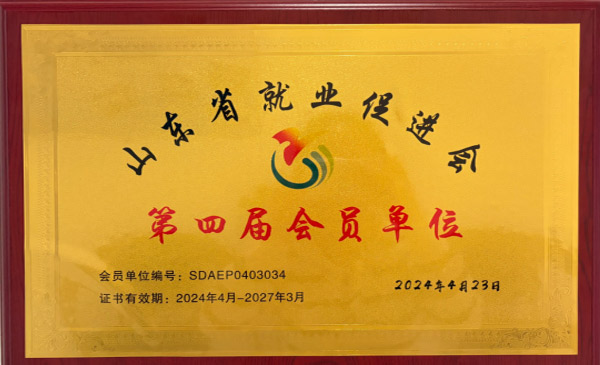 山东省就业促进会
第四届会员单位
会员单位编号：SDAEP0403034
证书有效期：2024年4月-2027年3月
2024年4月23日